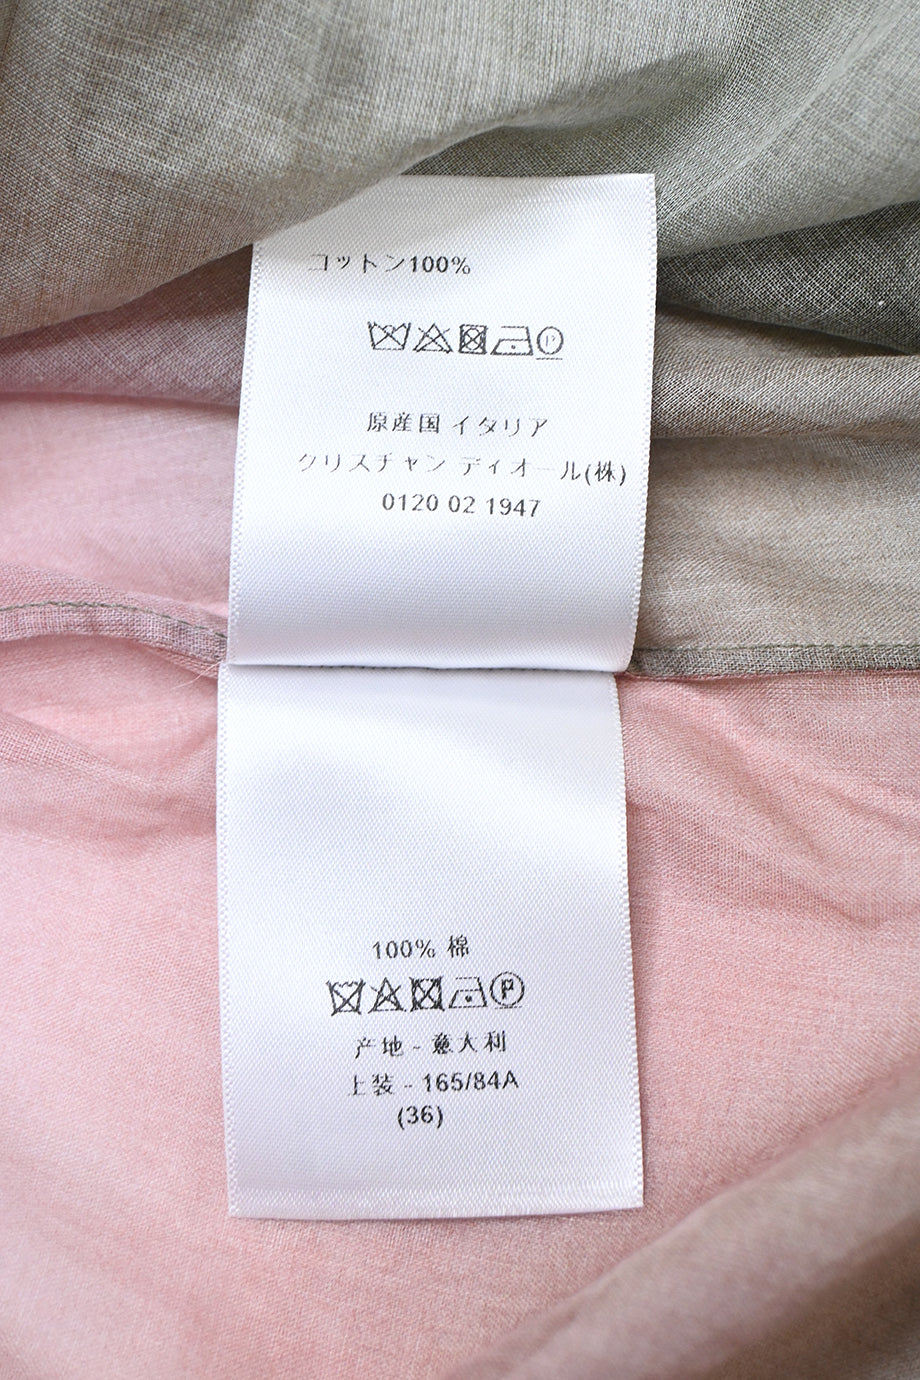 コットン100%
P
原産国 イタリア
クリスチャン ディオール(株)
0120 02 1947
100% 棉
P
产地 - 意大利
上装 - 165/84A
(36)